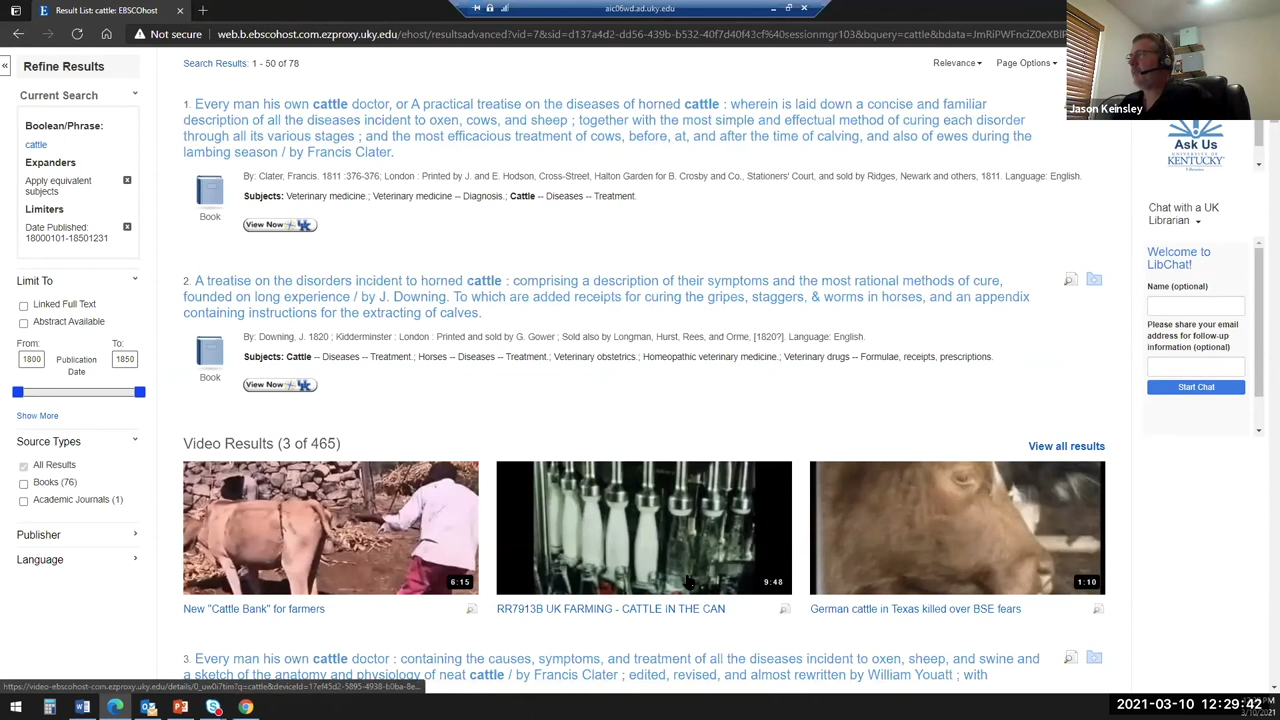 Result List: cattle: EBSCOhost
aic06wd.ad.uky.edu
Not secure
web.b.ebscohost.com.ezproxy.uky.edu/ehost/resultsadvanced?vid=7&sid=d137a4d2-dd56-439b-b532-40f7d40f43cf%40sessionmgr103&bquery=cattle&bdata=
Jason Keinsley
Refine Results
Current Search
Boolean/Phrase:
cattle
Expanders
Apply equivalent
subjects
Limiters
Date Published:
18000101-18501231
Limit To
Linked Full Text
Abstract Available
From:
To:
1800
Publication
Date
1850
Show More
Source Types
All Results
Books (76)
Academic Journals (1)
Publisher
Language
Search Results: 1 - 50 of 78
Relevance
Page Options
1. Every man his own cattle doctor, or A practical treatise on the diseases of horned cattle : wherein is laid down a concise and familiar
description of all the diseases incident to oxen, cows, and sheep ; together with the most simple and effectual method of curing each disorder
through all its various stages ; and the most efficacious treatment of cows, before, at, and after the time of calving, and also of ewes during the
lambing season / by Francis Clater.
By: Clater, Francis. 1811 :376;376; London : Printed by J. and E. Hodson, Cross-Street, Halton Garden for B. Crosby and Co., Stationers' Court, and sold by Ridges, Newark and others, 1811. Language: English.
Subjects: Veterinary medicine.; Veterinary medicine -- Diagnosis.; Cattle -- Diseases -- Treatment.
Book
View Now
2. A treatise on the disorders incident to horned cattle : comprising a description of their symptoms and the most rational methods of cure,
founded on long experience / by J. Downing. To which are added receipts for curing the gripes, staggers, & worms in horses, and an appendix
containing instructions for the extracting of calves.
By: Downing, J. 1820 ; Kidderminster : London : Printed and sold by G. Gower ; Sold also by Longman, Hurst, Rees, and Orme, [1820?]. Language: English.
Subjects: Cattle -- Diseases -- Treatment.; Horses -- Diseases -- Treatment.; Veterinary obstetrics.; Homeopathic veterinary medicine.; Veterinary drugs -- Formulae, receipts, prescriptions.
Book
View Now
Video Results (3 of 465)
View all results
6:15
9:48
1:10
New "Cattle Bank" for farmers
RR7913B UK FARMING - CATTLE IN THE CAN
German cattle in Texas killed over BSE fears
3. Every man his own cattle doctor : containing the causes, symptoms, and treatment of all the diseases incident to oxen, sheep, and swine and
a sketch of the anatomy and physiology of neat cattle / by Francis Clater ; edited, revised, and almost rewritten by William Youatt ; with
Ask Us
UNIVERSITY OF
KENTUCKY
Chat with a UK
Librarian
Welcome to
LibChat!
Name (optional)
Please share your email
address for follow-up
information (optional)
Start Chat
2021-03-10 12:29:42